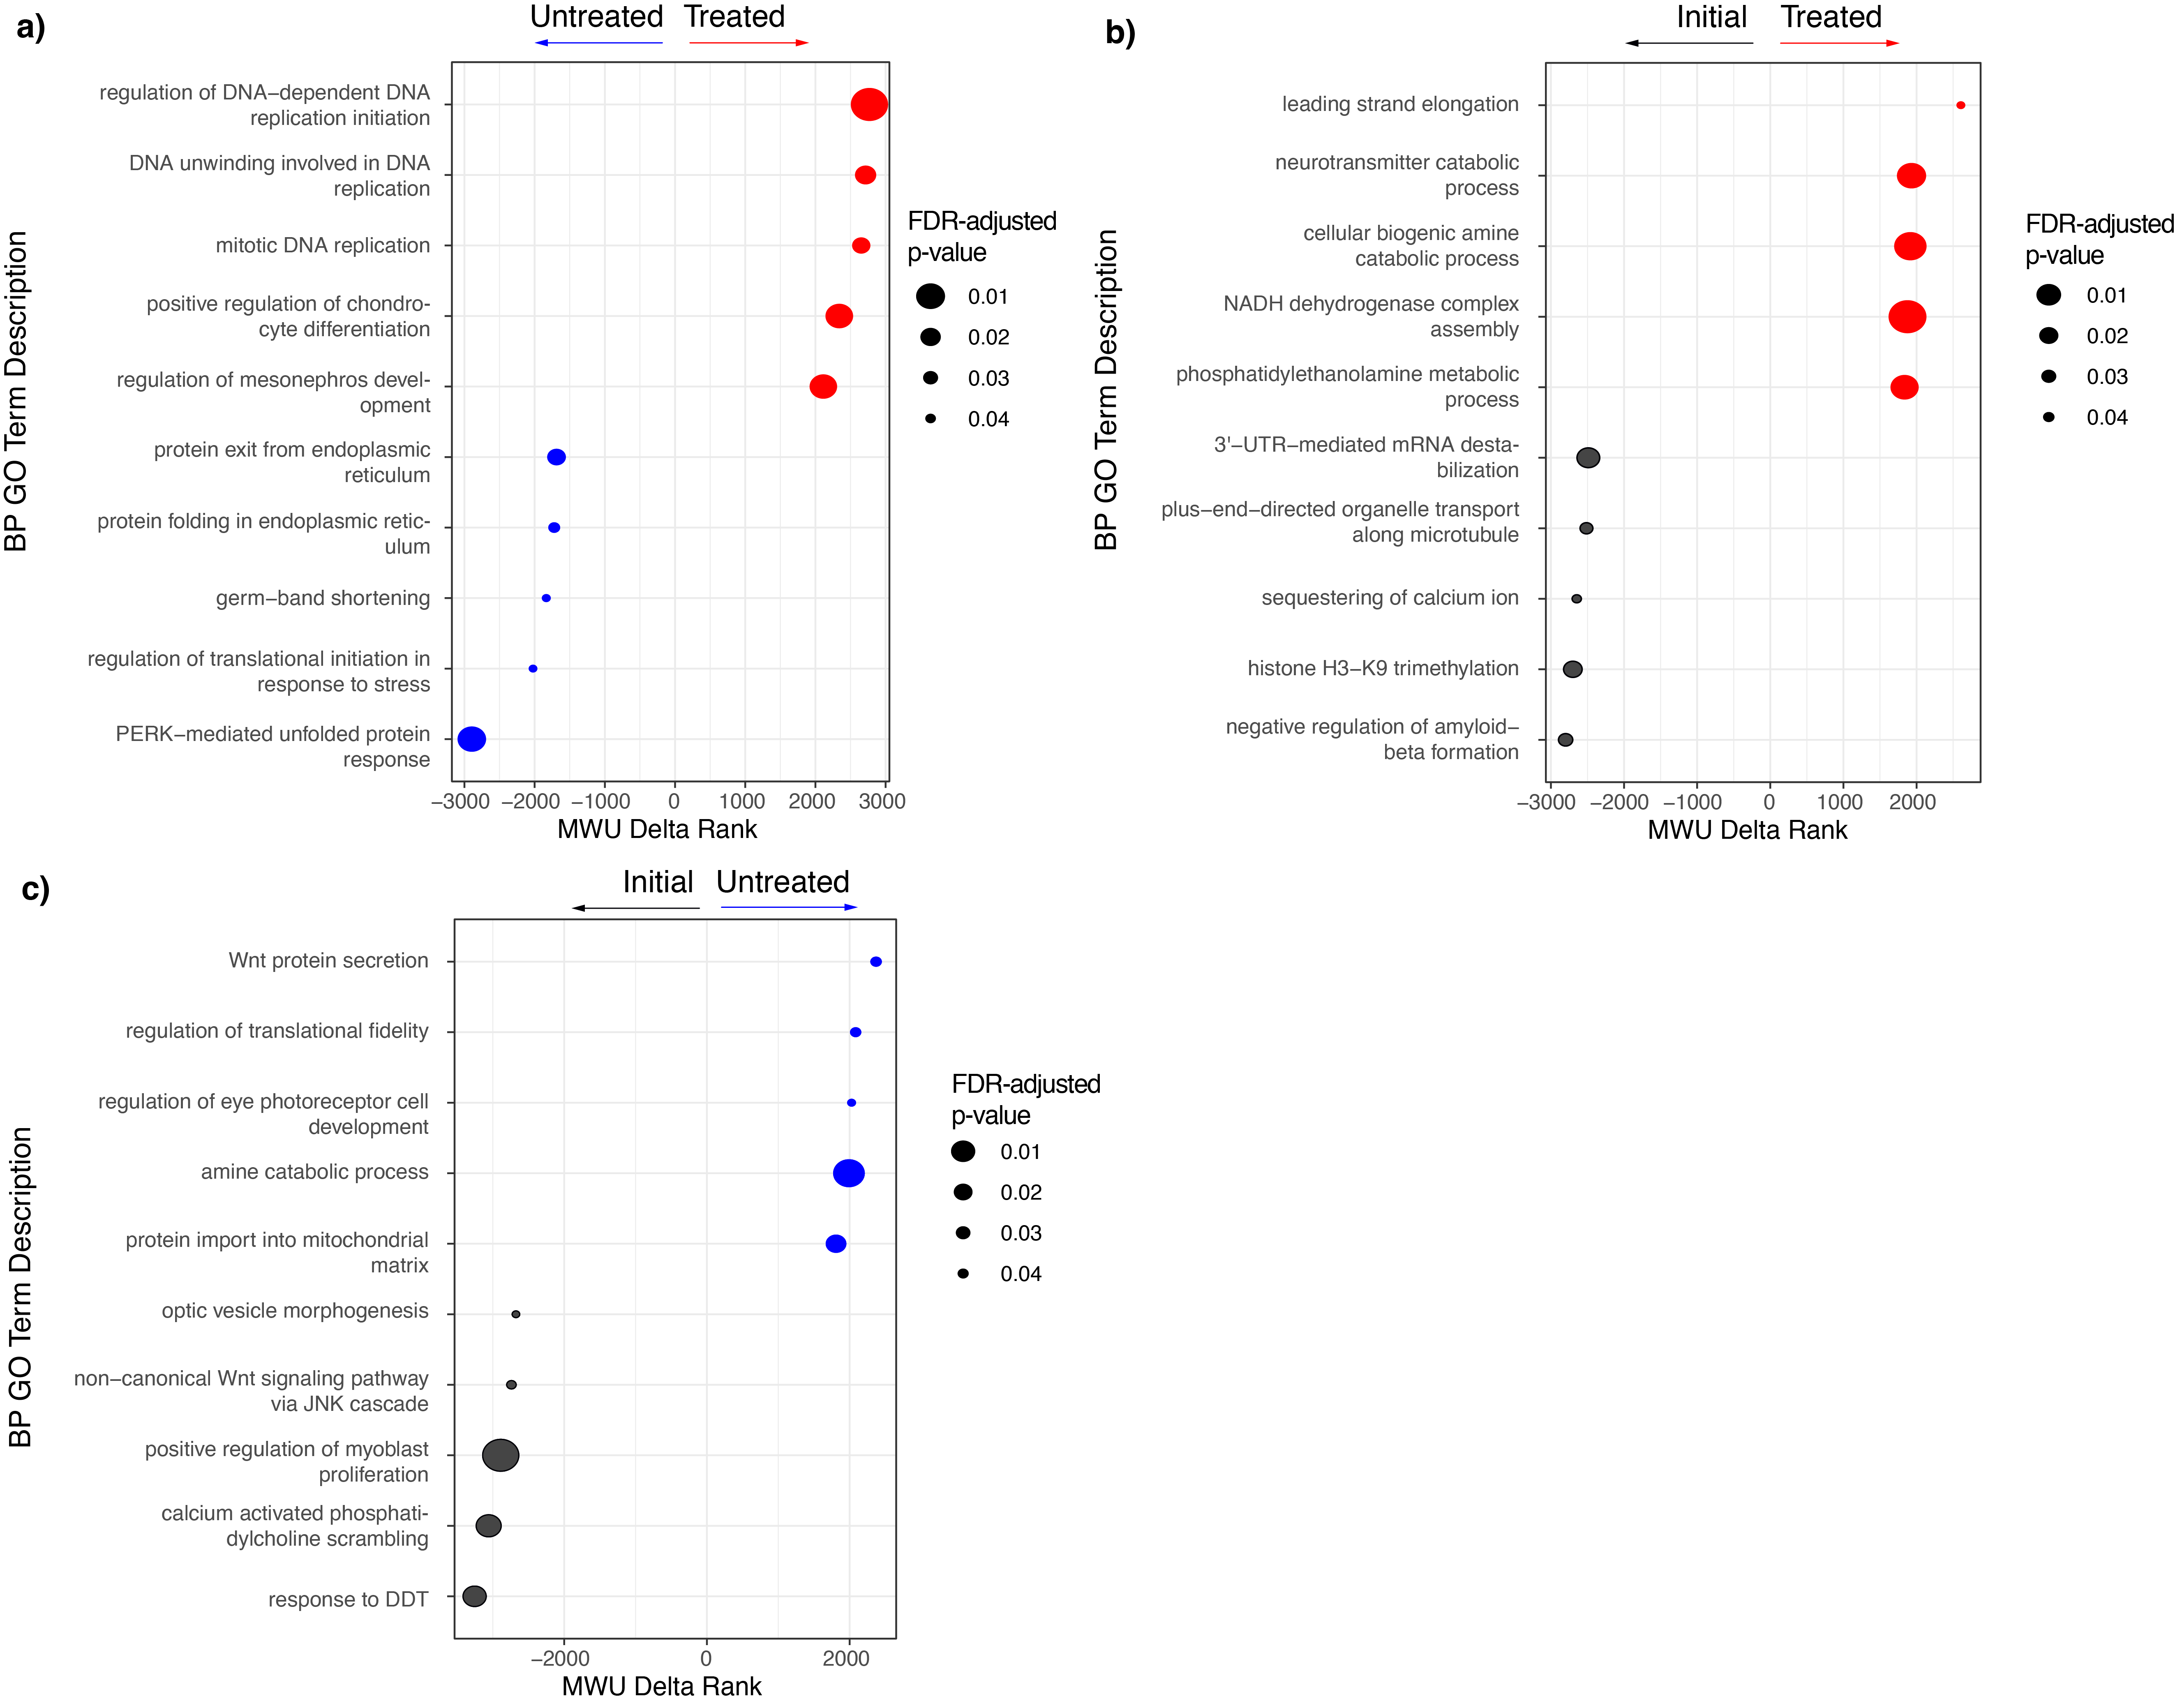 a)
Untreated Treated
regulation of DNA−dependent DNA
replication initiation
DNA unwinding involved in DNA
replication
mitotic DNA replication
positive regulation of chondro-
cyte differentiation
regulation of mesonephros devel-
opment
protein exit from endoplasmic
reticulum
protein folding in endoplasmic retic-
ulum
germ−band shortening
regulation of translational initiation in
response to stress
PERK−mediated unfolded protein
response
BP GO Term Description
−3000 −2000 −1000 0 1000 2000 3000
MWU Delta Rank
FDR-adjusted
p-value
0.01
0.02
0.03
0.04
b)
Initial Treated
leading strand elongation
neurotransmitter catabolic
process
cellular biogenic amine
catabolic process
NADH dehydrogenase complex
assembly
phosphatidylethanolamine metabolic
process
3'−UTR−mediated mRNA desta-
bilization
plus−end−directed organelle transport
along microtubule
sequestering of calcium ion
histone H3−K9 trimethylation
negative regulation of amyloid−
beta formation
BP GO Term Description
−3000 −2000 −1000 0 1000 2000
MWU Delta Rank
FDR-adjusted
p-value
0.01
0.02
0.03
0.04
c)
Initial Untreated
Wnt protein secretion
regulation of translational fidelity
regulation of eye photoreceptor cell
development
amine catabolic process
protein import into mitochondrial
matrix
optic vesicle morphogenesis
non−canonical Wnt signaling pathway
via JNK cascade
positive regulation of myoblast
proliferation
calcium activated phosphati-
dylcholine scrambling
response to DDT
BP GO Term Description
−2000 0 2000
MWU Delta Rank
FDR-adjusted
p-value
0.01
0.02
0.03
0.04